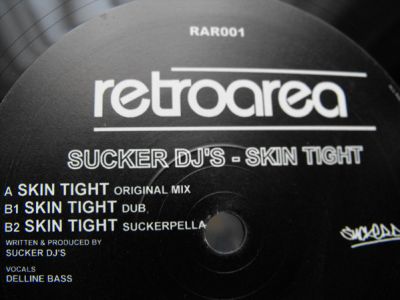 RAR001
retroarea
SUCKER DJ'S - SKIN TIGHT
A SKIN TIGHT ORIGINAL MIX
B1 SKIN TIGHT DUB
B2 SKIN TIGHT SUCKERPELLA
WRITTEN & PRODUCED BY
SUCKER DJ'S
VOCALS
DELLINE BASS